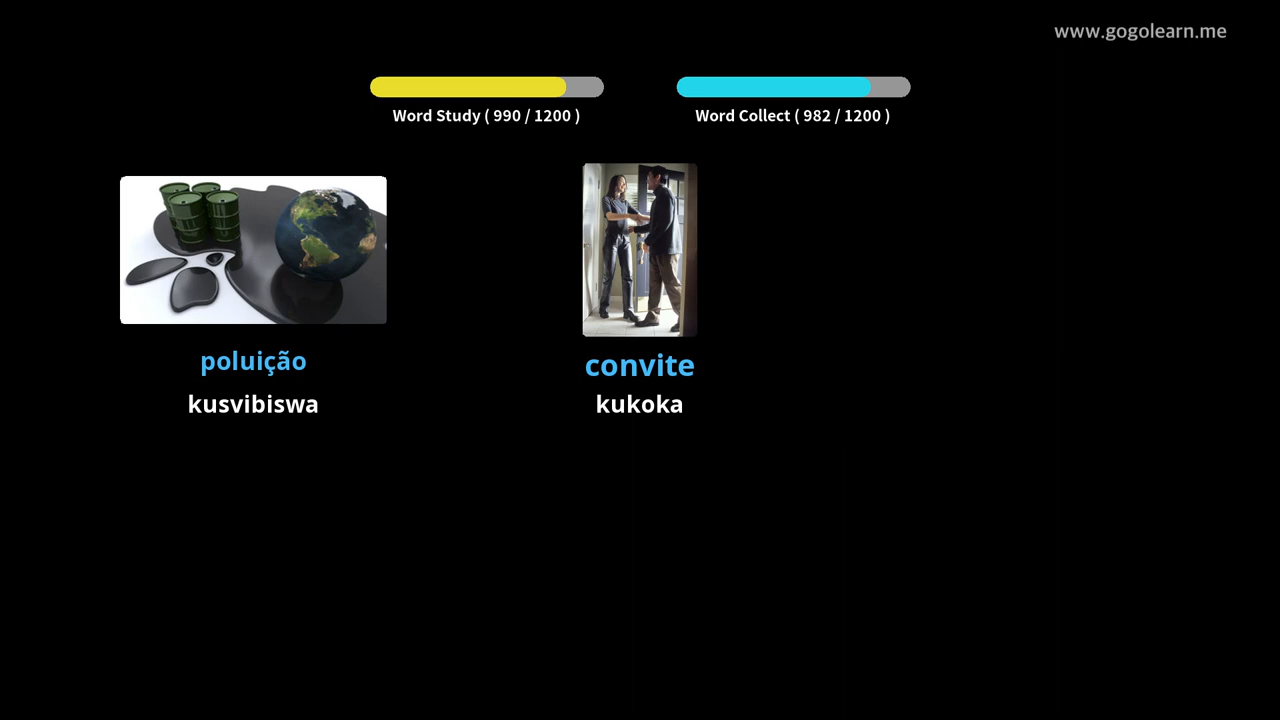 www.gogolearn.me
Word Study ( 990 / 1200 )
Word Collect ( 982 / 1200 )
poluição
convite
kusvibiswa
kukoka